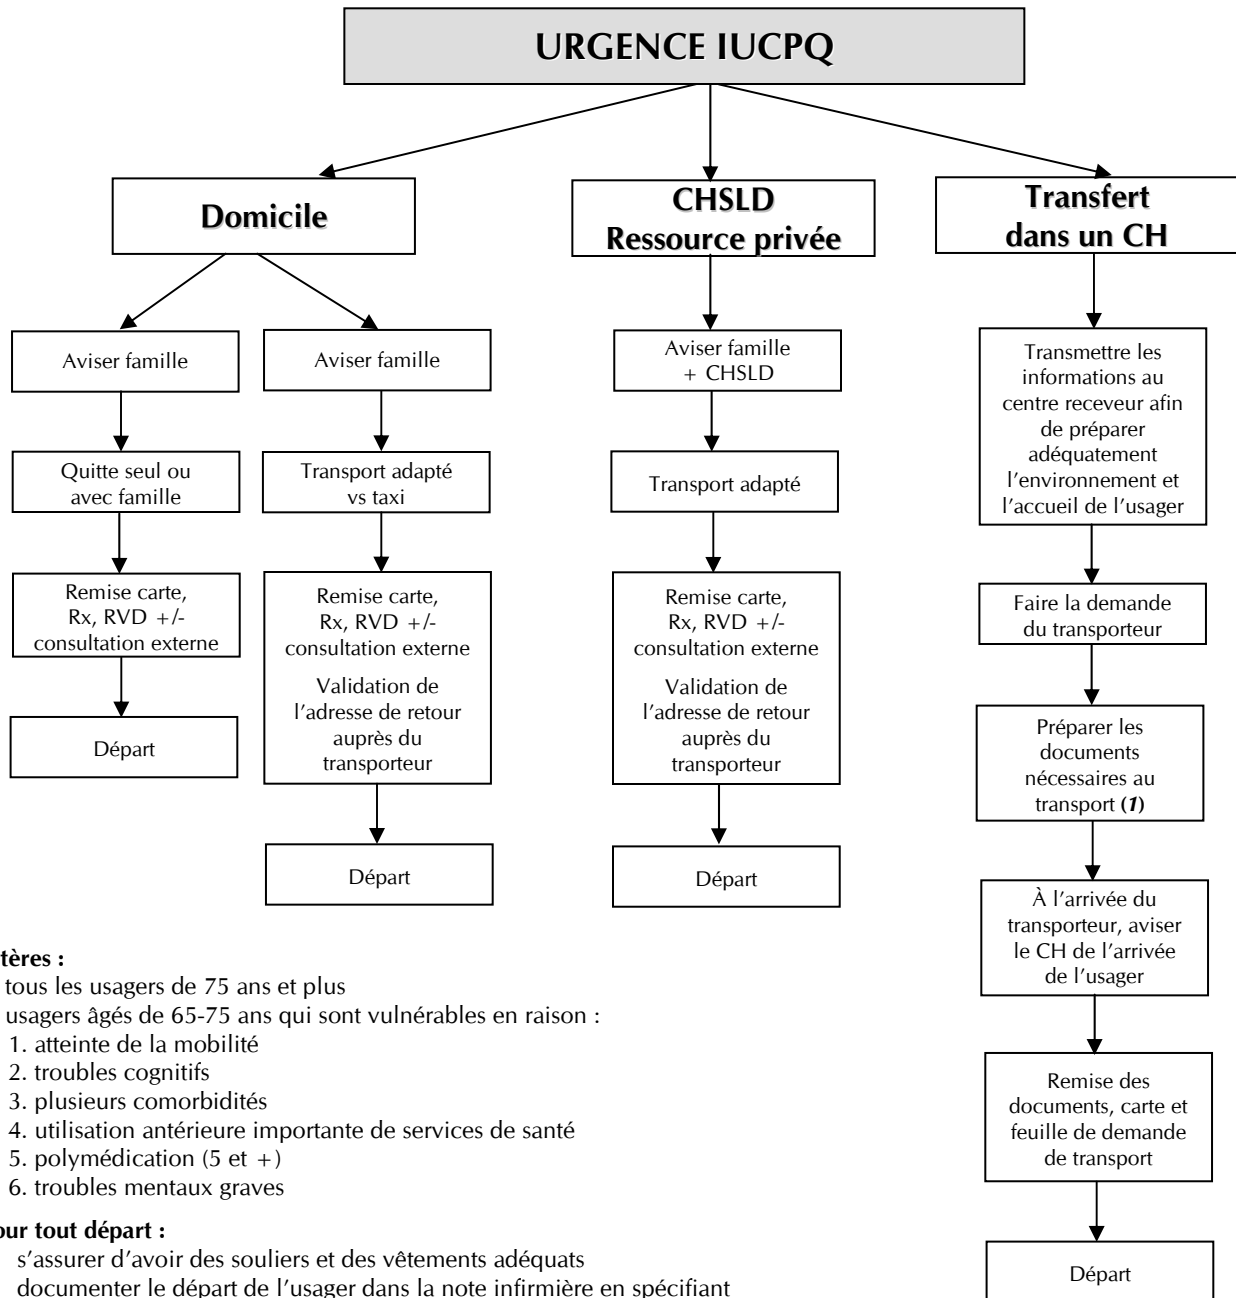 URGENCE IUCPQ
Domicile
CHSLD
Ressource privée
Transfert
dans un CH
Aviser famille
Quitte seul ou
avec famille
Remise carte,
Rx, RVD +/-
consultation externe
Départ
Aviser famille
Transport adapté
vs taxi
Remise carte,
Rx, RVD +/-
consultation externe
Validation de
l’adresse de retour
auprès du
transporteur
Départ
Aviser famille
+ CHSLD
Transport adapté
Remise carte,
Rx, RVD +/-
consultation externe
Validation de
l’adresse de retour
auprès du
transporteur
Départ
Transmettre les
informations au
centre receveur afin
de préparer
adéquatement
l’environnement et
l’accueil de l’usager
Faire la demande
du transporteur
Préparer les
documents
nécessaires au
transport (1)
À l’arrivée du
transporteur, aviser
le CH de l’arrivée
de l’usager
Remise des
documents, carte et
feuille de demande
de transport
Départ
tères :
tous les usagers de 75 ans et plus
usagers âgés de 65-75 ans qui sont vulnérables en raison :
1. atteinte de la mobilité
2. troubles cognitifs
3. plusieurs comorbidités
4. utilisation antérieure importante de services de santé
5. polymédication (5 et +)
6. troubles mentaux graves
our tout départ :
s’assurer d’avoir des souliers et des vêtements adéquats
documenter le départ de l’usager dans la note infirmière en spécifiant